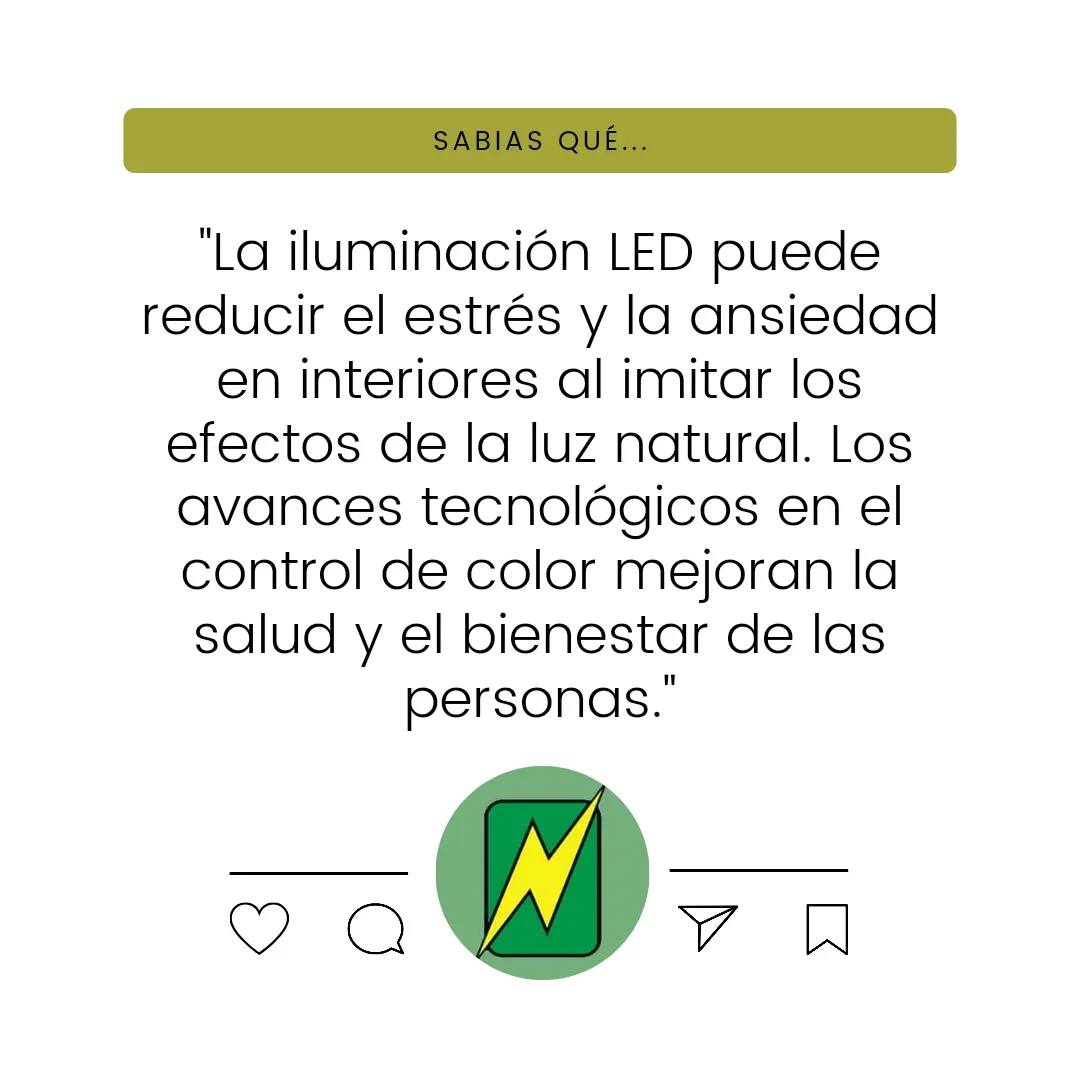 SABIAS QUÉ...
"La iluminación LED puede
reducir el estrés y la ansiedad
en interiores al imitar los
efectos de la luz natural. Los
avances tecnológicos en el
control de color mejoran la
salud y el bienestar de las
personas."